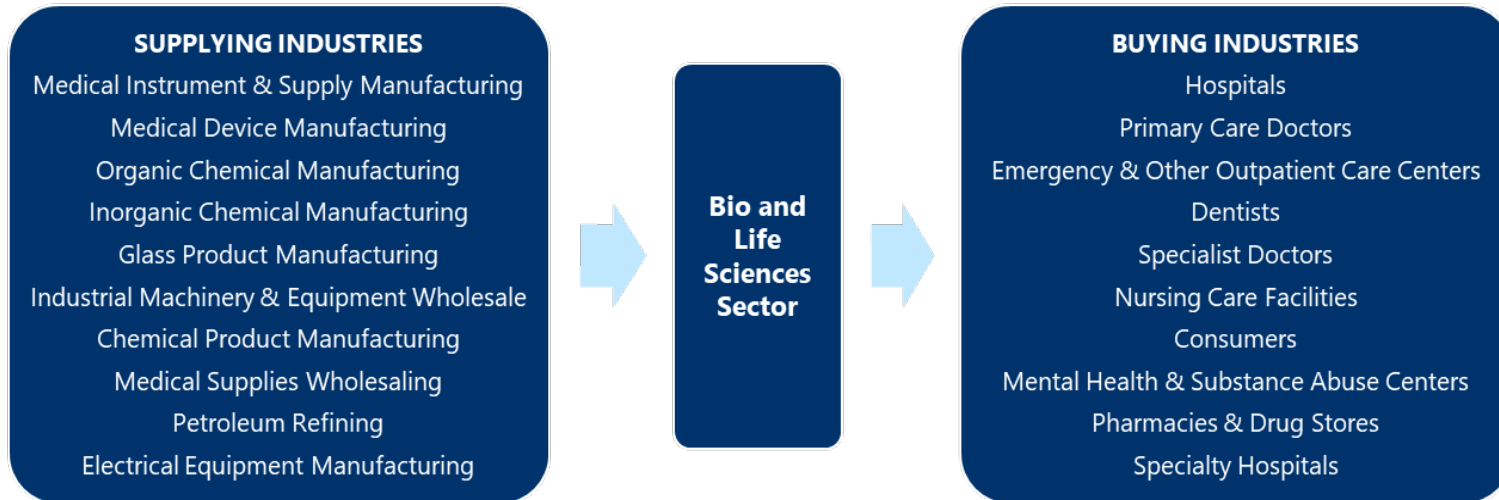 SUPPLYING INDUSTRIES
Medical Instrument & Supply Manufacturing
Medical Device Manufacturing
Organic Chemical Manufacturing
Inorganic Chemical Manufacturing
Glass Product Manufacturing
Industrial Machinery & Equipment Wholesale
Chemical Product Manufacturing
Medical Supplies Wholesaling
Petroleum Refining
Electrical Equipment Manufacturing
Bio and
Life
Sciences
Sector
BUYING INDUSTRIES
Hospitals
Primary Care Doctors
Emergency & Other Outpatient Care Centers
Dentists
Specialist Doctors
Nursing Care Facilities
Consumers
Mental Health & Substance Abuse Centers
Pharmacies & Drug Stores
Specialty Hospitals